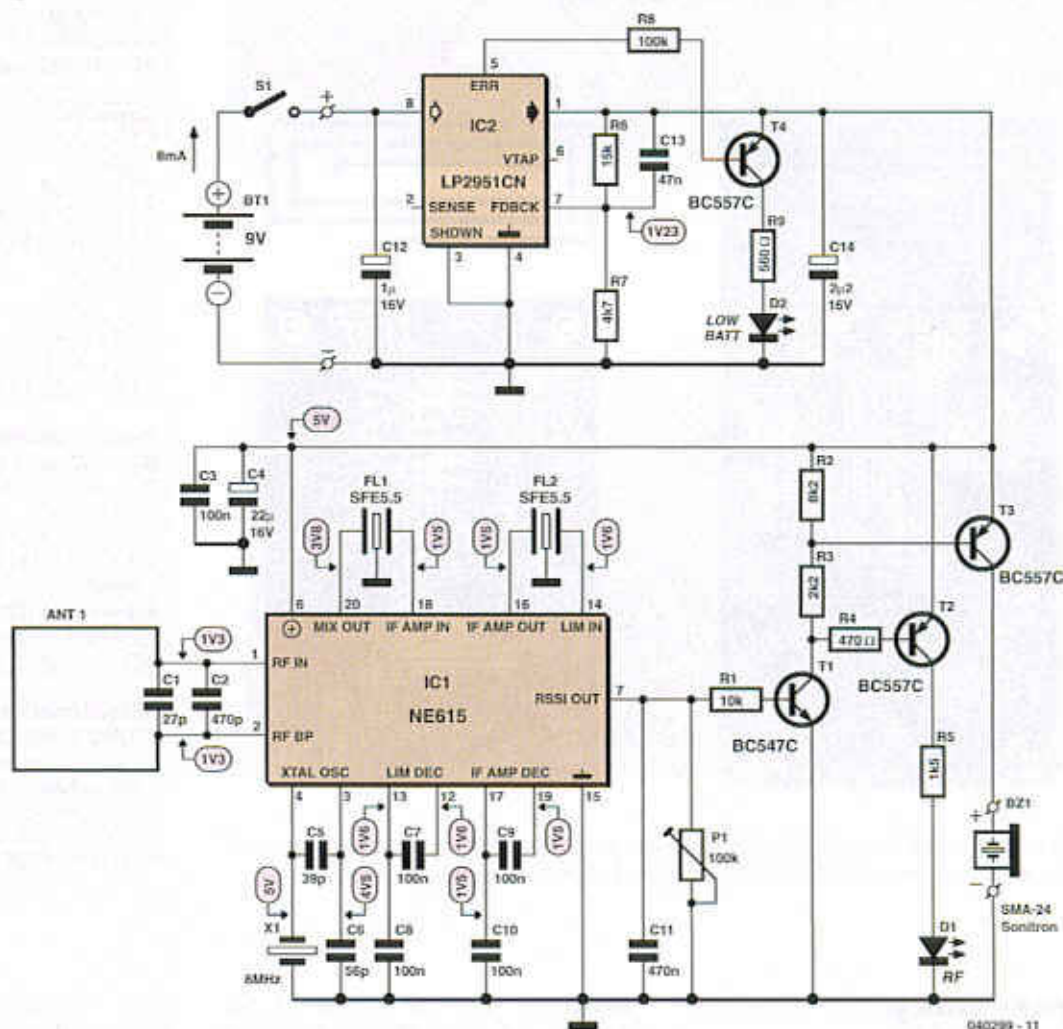 R8
100k
5
ERR
S1
+
8
IC2
1
T4
8mA
VTAP
6
R6
15k
C13
47n
LP2951CN
BT1
2
SENSE
FDBCK
7
BC557C
9V
SHDWN
3
4
1V23
R9
560 Ω
C12
1µ
16V
R7
4k7
C14
2µ2
16V
D2
LOW
BATT
5V
C3
100n
C4
22µ
16V
FL1
SFE5.5
FL2
SFE5.5
R2
8k2
T3
3V8
1V5
1V5
1V6
R3
2k2
BC557C
6
20
18
16
14
MIX OUT
IF AMP IN
IF AMP OUT
LIM IN
T2
R4
470 Ω
ANT 1
1V3
1
RF IN
IC1
T1
BC557C
C1
27p
C2
470p
NE615
RSSI OUT
7
R1
10k
2
RF BP
BC547C
1V3
R5
1k5
XTAL OSC
LIM DEC
IF AMP DEC
4
3
13
12
17
19
15
BZ1
+
C5
39p
1V6
C7
100n
1V6
C9
100n
1V5
P1
100k
5V
4V5
1V5
SMA-24
Sonitron
X1
C6
56p
C8
100n
C10
100n
C11
470n
D1
RF
8MHz
040299 - 11